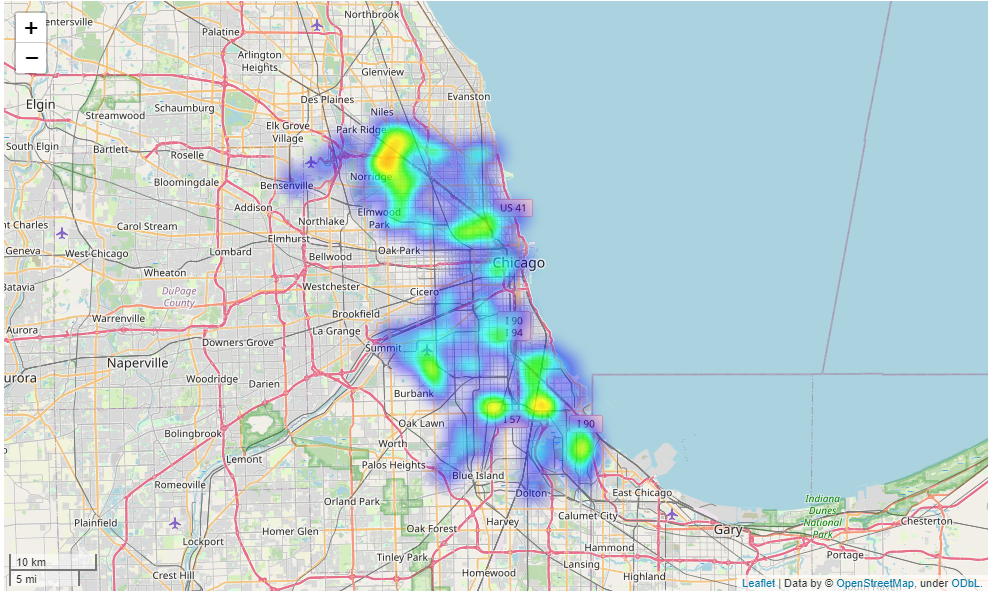 +
−
Northbrook
entersville
Palatine
Arlington
Heights
Glenview
Des Plaines
Evanston
Elgin
Schaumburg
Streamwood
Niles
Elk Grove
Village
Park Ridge
South Elgin
Bartlett
Roselle
Norridge
Bloomingdale
Bensenville
Addison
Northlake
Elmwood
Park
US 41
nt Charles
Carol Stream
Elmhurst
Geneva
West Chicago
Lombard
Bellwood
Oak Park
Chicago
Wheaton
Batavia
DuPage
County
Westchester
Cicero
Brookfield
Warrenville
Aurora
La Grange
I 90
I 94
Downers Grove
Summit
Naperville
urora
Woodridge
Darien
Burbank
Oak Lawn
I 57
I 90
Bolingbrook
Worth
Lemont
Palos Heights
Blue Island
Romeoville
Dolton
East Chicago
Orland Park
Indiana
Dunes
National
Park
Plainfield
Harvey
Calumet City
Gary
Chesterton
Lockport
Homer Glen
Oak Forest
Hammond
Portage
Tinley Park
Lansing
10 km
5 mi
Crest Hill
Homewood
Highland
Leaflet | Data by © OpenStreetMap, under ODbL.